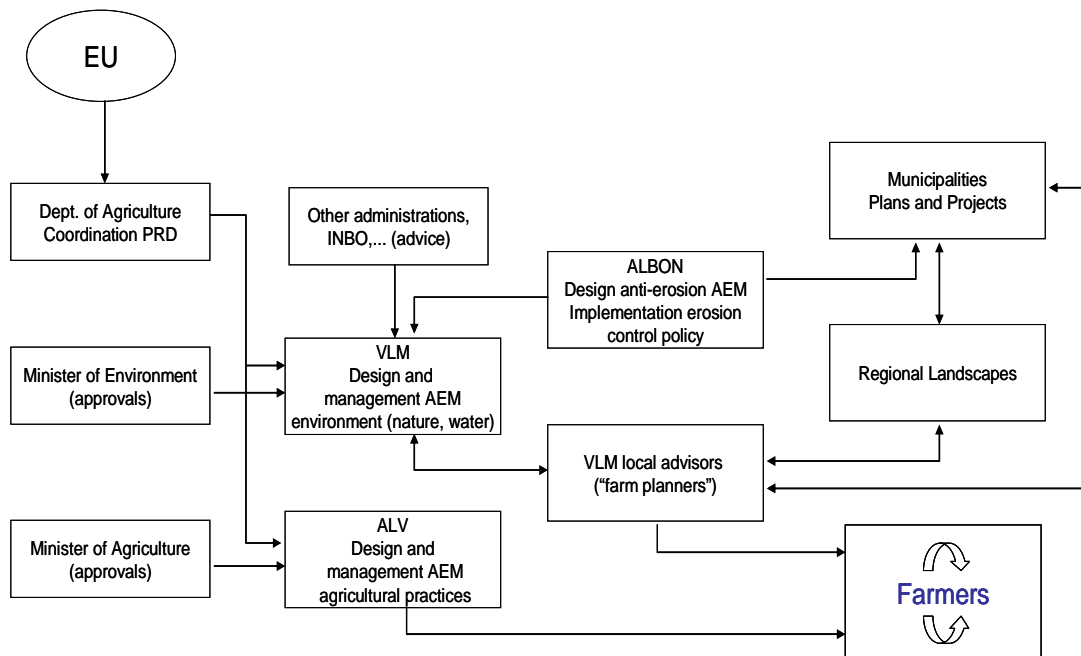 EU
Dept. of Agriculture
Coordination PRD
Other administrations,
INBO,... (advice)
Municipalities
Plans and Projects
ALBON
Design anti-erosion AEM
Implementation erosion
control policy
Minister of Environment
(approvals)
VLM
Design and
management AEM
environment (nature, water)
Regional Landscapes
VLM local advisors
(“farm planners”)
Minister of Agriculture
(approvals)
ALV
Design and
management AEM
agricultural practices
Farmers